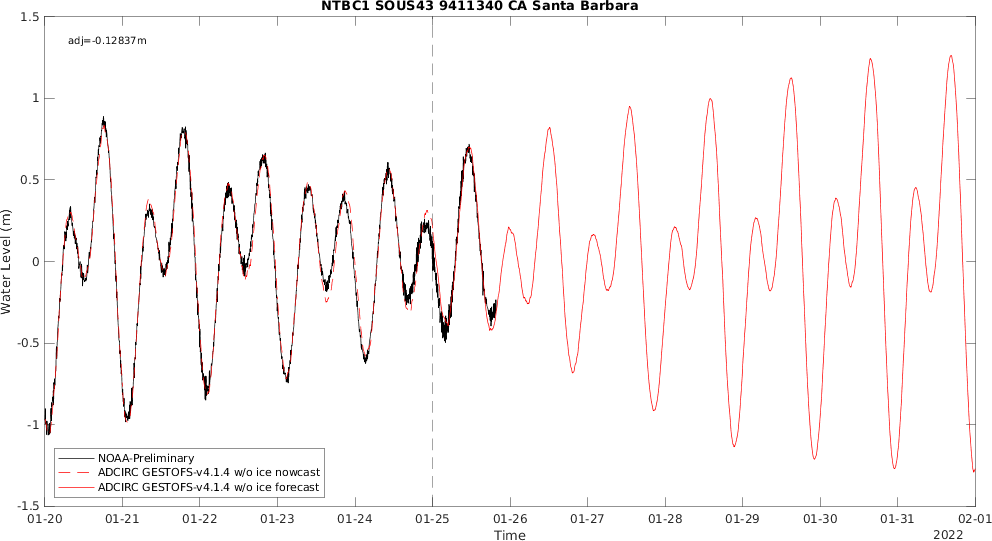 NTBC1 SOUS43 9411340 CA Santa Barbara
adj=-0.12837m
1.5
1
0.5
0
-0.5
-1
-1.5
Water Level (m)
NOAA-Preliminary
ADCIRC GESTOFS-v4.1.4 w/o ice nowcast
ADCIRC GESTOFS-v4.1.4 w/o ice forecast
01-20 01-21 01-22 01-23 01-24 01-25 01-26 01-27 01-28 01-29 01-30 01-31 02-01
Time
2022